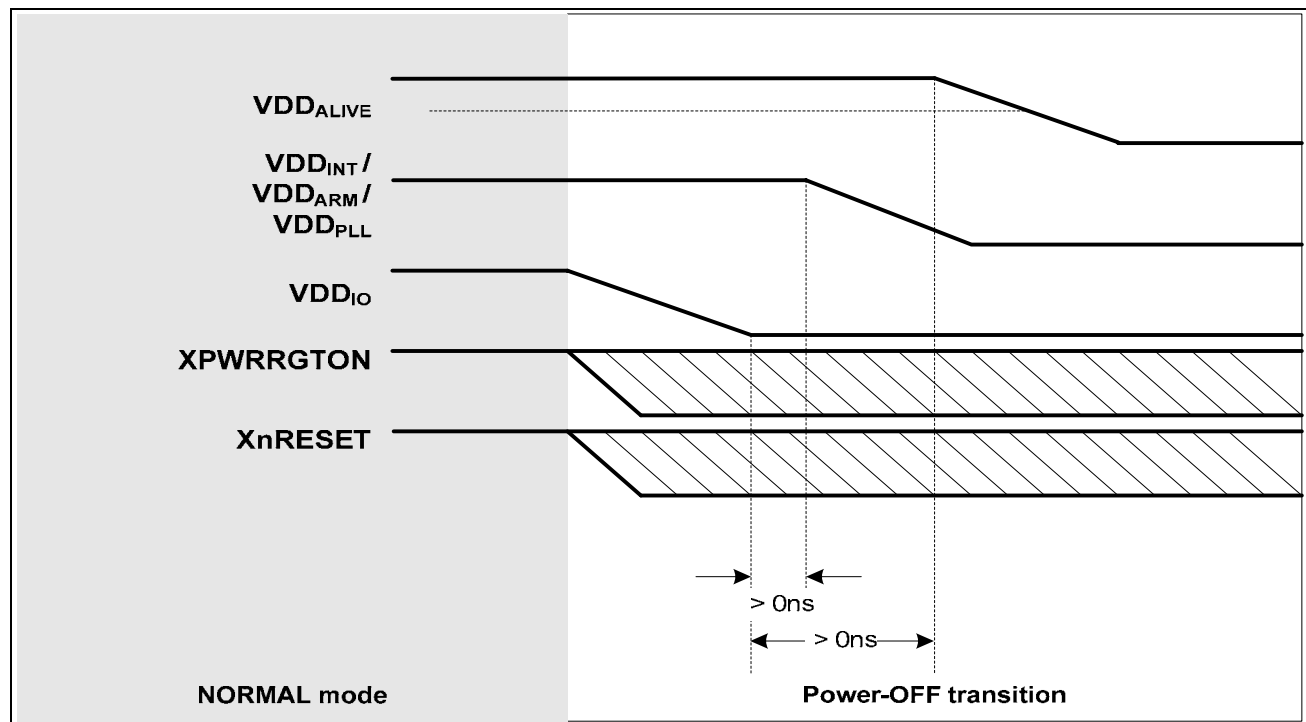 VDDALIVE
VDDINT /
VDDARM /
VDDPLL
VDDIO
XPWRRGTON
XnRESET
> 0ns
> 0ns
NORMAL mode
Power-OFF transition